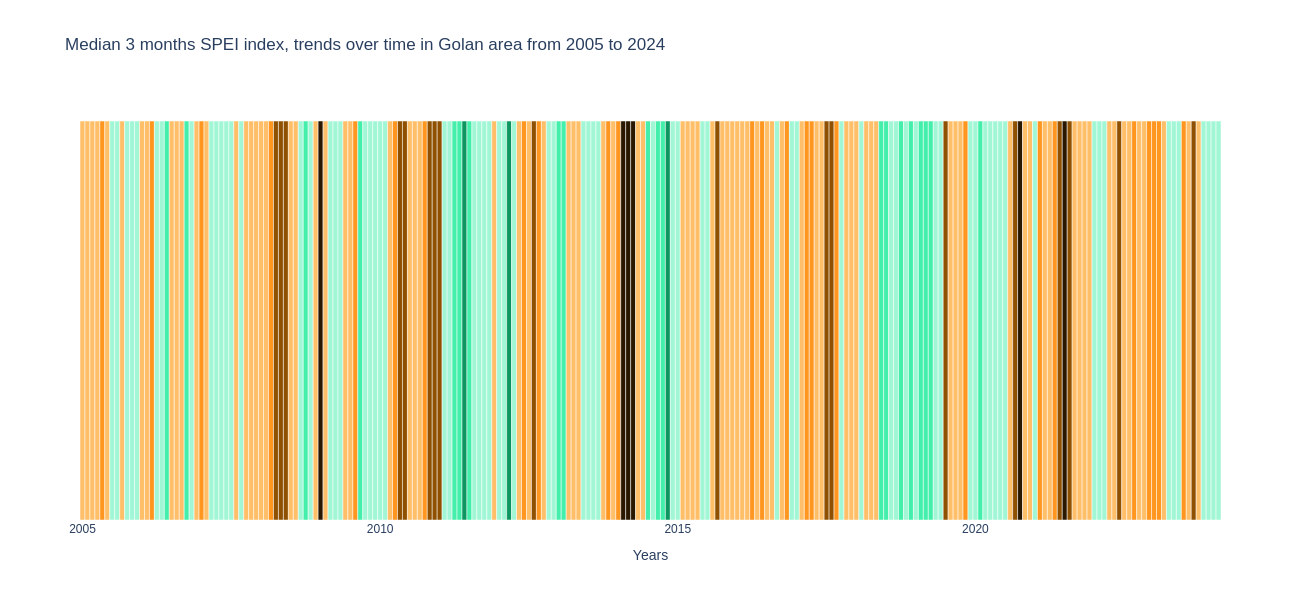 Median 3 months SPEI index, trends over time in Golan area from 2005 to 2024
2005 2010 2015 2020
Years